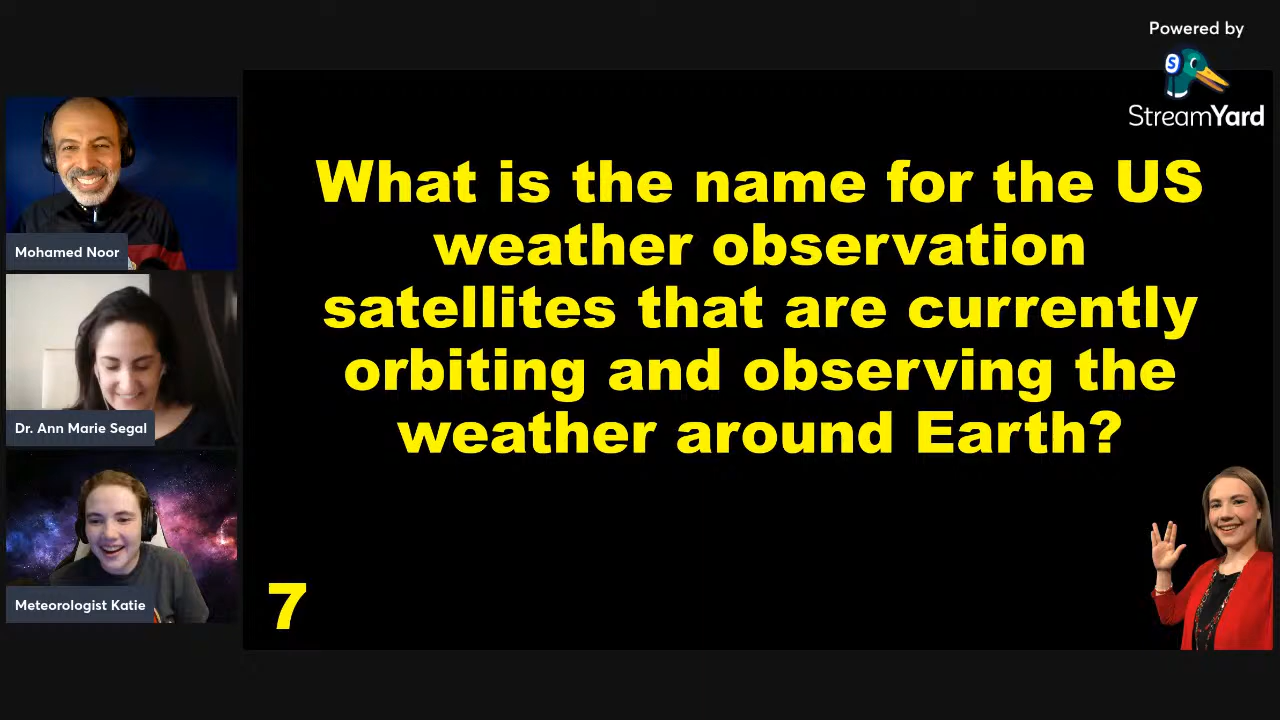 Powered by
StreamYard
What is the name for the US
weather observation
satellites that are currently
orbiting and observing the
weather around Earth?
7
Mohamed Noor
Dr. Ann Marie Segal
Meteorologist Katie
S